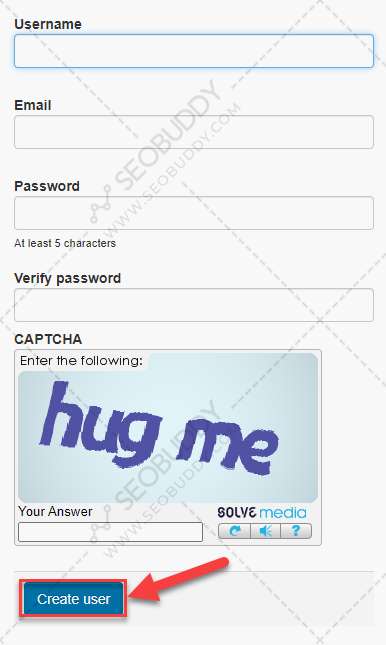 Username
Email
Password
At least 5 characters
Verify password
CAPTCHA
Enter the following:
hug me
Your Answer
SOLVE media
?
Create user
SEOBUDDY
WWW.SEOBUDDY.COM
SEOBUDDY
WWW.SEOBUDDY.COM